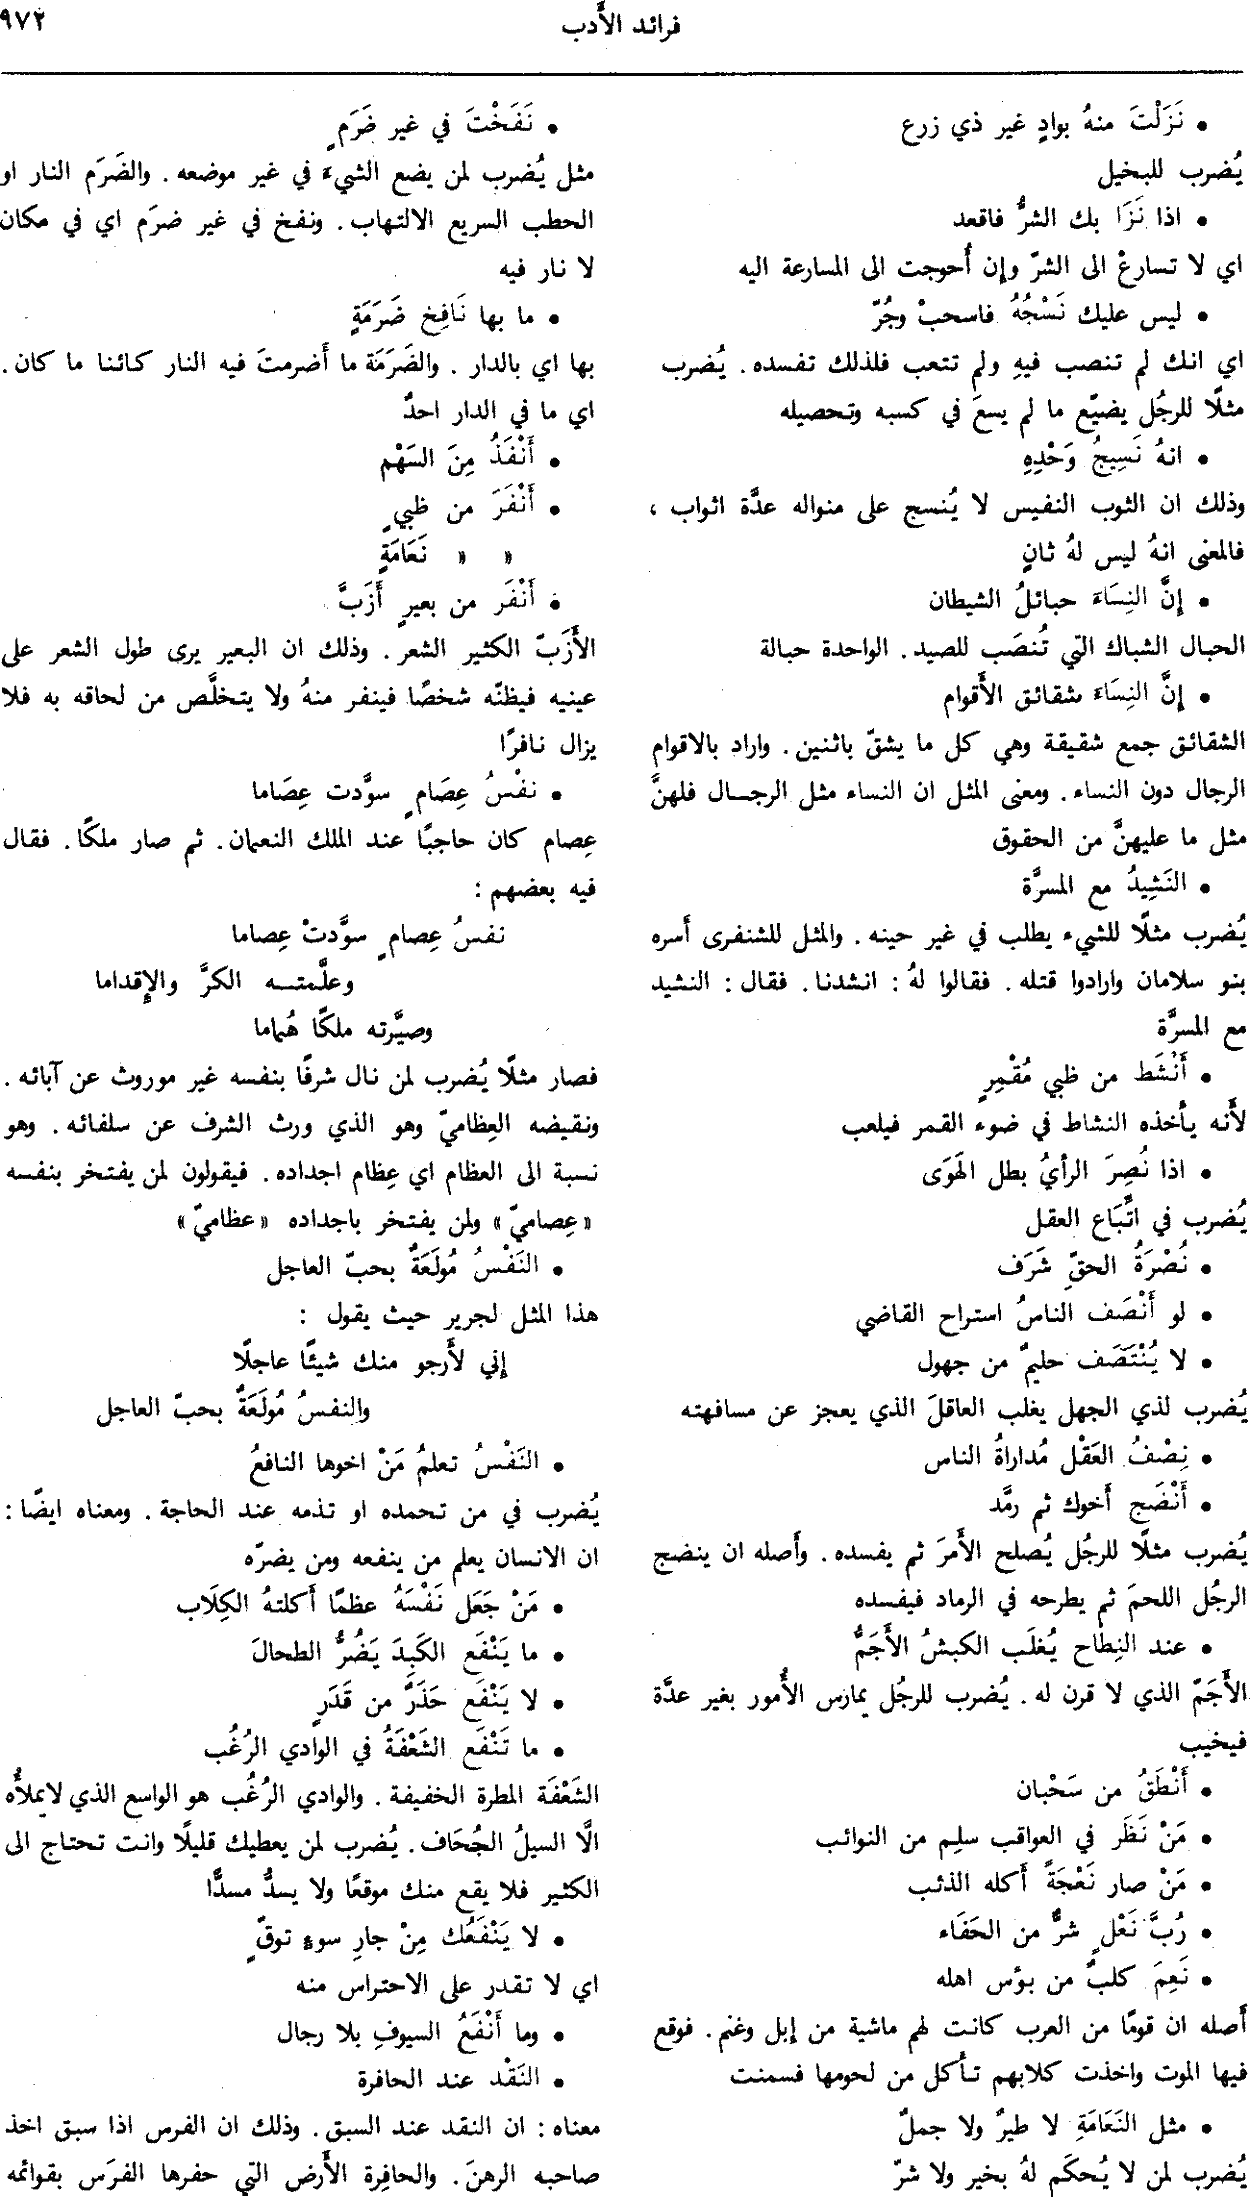 فرائد الأدب
٩٧٢
• نَزَلْتَ منهُ بوادٍ غير ذي زرع
يُضرب للبخيل
• اذا نَزَا بك الشرُّ فاقعد
اي لا تسارعْ الى الشرّ وإن أُحوجت الى المسارعة اليه
• ليس عليك نَسْجُهُ فاسحبْ وجُرّ
اي انك لم تنصب فيهِ ولم تتعب فلذلك تفسده . يُضرب
مثلًا للرجُل يضيّع ما لم يسعَ في كسبه وتحصيله
• انهُ نَسِيجُ وَحْدِهِ
وذلك ان الثوب النفيس لا يُنسج على منواله عدَّة اثواب ،
فالمعنى انهُ ليس لهُ ثانٍ
• إنَّ النِسَاءَ حبائلُ الشيطان
الحبال الشباك التي تُنصَب للصيد . الواحدة حبالة
• إنَّ النِسَاءَ شقائق الأَقوام
الشقائق جمع شقيقة وهي كل ما يشقّ باثنين . واراد بالاقوام
الرجال دون النساء . ومعنى المثل ان النساء مثل الرجــال فلهنَّ
مثل ما عليهنَّ من الحقوق
• النَشِيدُ مع المسرَّة
يُضرب مثلًا للشيء يطلب في غير حينه . والمثل للشنفرى أسره
بنو سلامان وارادوا قتله . فقالوا لهُ : انشدنا . فقال : النشيد
مع المسرَّة
• أَنْشَط من ظبيٍ مُقْمِرٍ
لأَنه يأخذه النشاط في ضوء القمر فيلعب
• اذا نُصِرَ الرأيُ بطل الهَوَى
يُضرب في اتِّبَاع العقل
• نُصْرَةُ الحقِّ شَرَف
• لو أَنْصَف الناسُ استراح القاضي
• لا يُنْتَصَف حليمٌ من جهول
يُضرب لذي الجهل يغلب العاقلَ الذي يعجز عن مسافهته
• نِصْفُ العَقْل مُداراةُ الناس
• أَنْضَج أَخوك ثم رمَّد
يُضرب مثلًا للرجُل يُصلح الأَمرَ ثم يفسده . وأَصله ان ينضج
الرجُل اللحمَ ثم يطرحه في الرماد فيفسده
• عند النِطَاح يُغلَب الكبشُ الأَجَمُّ
الأَجَمّ الذي لا قرن له . يُضرب للرجُل يمارس الأُمور بغير عدَّة
فيخيب
• أَنْطَقُ من سَحْبان
• مَنْ نَظَر في العواقب سلِم من النوائب
• مَنْ صار نَعْجَةً أَكله الذئب
• رُبَّ نَعْلٍ شرٌّ من الحَفَاء
• نَعِمَ كلبٌ من بؤس اهله
أَصله ان قومًا من العرب كانت لهم ماشية من إبل وغنم . فوقع
فيها الموت واخذت كلابهم تأكل من لحومها فسمنت
• مثل النَعَامَةِ لا طيرٌ ولا جملٌ
يُضرب لمن لا يُحكَم لهُ بخير ولا شرّ
• نَفَخْتَ في غير ضَرَمٍ
مثل يُضرب لمن يضع الشيءَ في غير موضعه . والضَرَم النار او
الحطب السريع الالتهاب . ونفخ في غير ضرَم اي في مكان
لا نار فيه
• ما بها نَافِخ ضَرَمَةٍ
بها اي بالدار . والضَرَمَة ما أَضرمتَ فيه النار كائنا ما كان .
اي ما في الدار احدٌ
• أَنْفَذُ مِنَ السَهْم
• أَنْفَرَ من ظبيٍ
« « نَعَامَةٍ
• أَنْفَر من بعيرٍ أَزَبَّ
الأَزَبّ الكثير الشعر . وذلك ان البعير يرى طول الشعر على
عينيه فيظنّه شخصًا فينفر منهُ ولا يتخلَّص من لحاقه به فلا
يزال نافرًا
• نفْسُ عِصَامٍ سوَّدت عِصَاما
عِصام كان حاجبًا عند الملك النعمان . ثم صار ملكًا . فقال
فيه بعضهم :
نفسُ عِصامٍ سوَّدتْ عِصاما
وعلَّمتــه الكرَّ والإِقداما
وصيَّرته ملكًا هُماما
فصار مثلًا يُضرب لمن نال شرفًا بنفسه غير موروث عن آبائه .
ونقيضه العِظاميّ وهو الذي ورث الشرف عن سلفائه . وهو
نسبة الى العظام اي عِظام اجداده . فيقولون لمن يفتخر بنفسه
«عِصاميّ» ولمن يفتخر باجداده «عظاميّ»
• النَفْسُ مُولَعَةٌ بحبّ العاجل
هذا المثل لجرير حيث يقول :
إني لأَرجو منك شيئًا عاجلًا
والنفسُ مُولَعَةٌ بحبّ العاجل
• النَفْسُ تعلمُ مَنْ اخوها النافعُ
يُضرب في من تحمده او تذمه عند الحاجة . ومعناه ايضًا :
ان الانسان يعلم من ينفعه ومن يضرّه
• مَنْ جَعَل نَفْسَهُ عظمًا أَكلتهُ الكِلَاب
• ما يَنْفَع الكَبِدَ يَضُرُّ الطحالَ
• لا يَنْفَع حَذَرٌ من قَدَرٍ
• ما تَنْفَع الشَعْفَةُ في الوادي الرُغُب
الشَعْفَة المطرة الخفيفة . والوادي الرُغُب هو الواسع الذي لايملأُه
الَّا السيلُ الجُحَاف . يُضرب لمن يعطيك قليلًا وانت تحتاج الى
الكثير فلا يقع منك موقعًا ولا يسدُّ مسدًّا
• لا يَنْفَعُك مِنْ جارِ سوءٍ توقٍّ
اي لا تقدر على الاحتراس منه
• وما أَنْفَعُ السيوفِ بلا رجال
• النَقْد عند الحافرة
معناه : ان النقد عند السبق . وذلك ان الفرس اذا سبق اخذ
صاحبه الرهنَ . والحافِرة الأَرض التي حفرها الفرَس بقوائمه